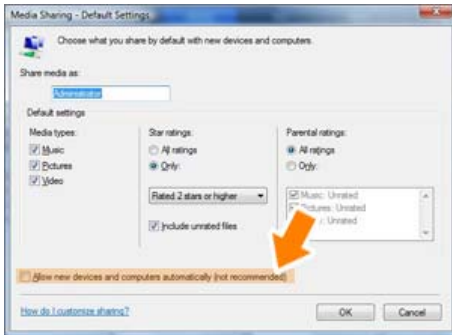 Media Sharing - Default Settings
Choose what you share by default with new devices and computers.
Share media as:
Administrator
Default settings
Media types:
Music
Pictures
Video
Star ratings:
All ratings
Only:
Rated 2 stars or higher
Include unrated files
Parental ratings:
All ratings
Only:
Music: Unrated
Pictures: Unrated
Unrated
Allow new devices and computers automatically (not recommended)
How do I customize sharing?
OK
Cancel